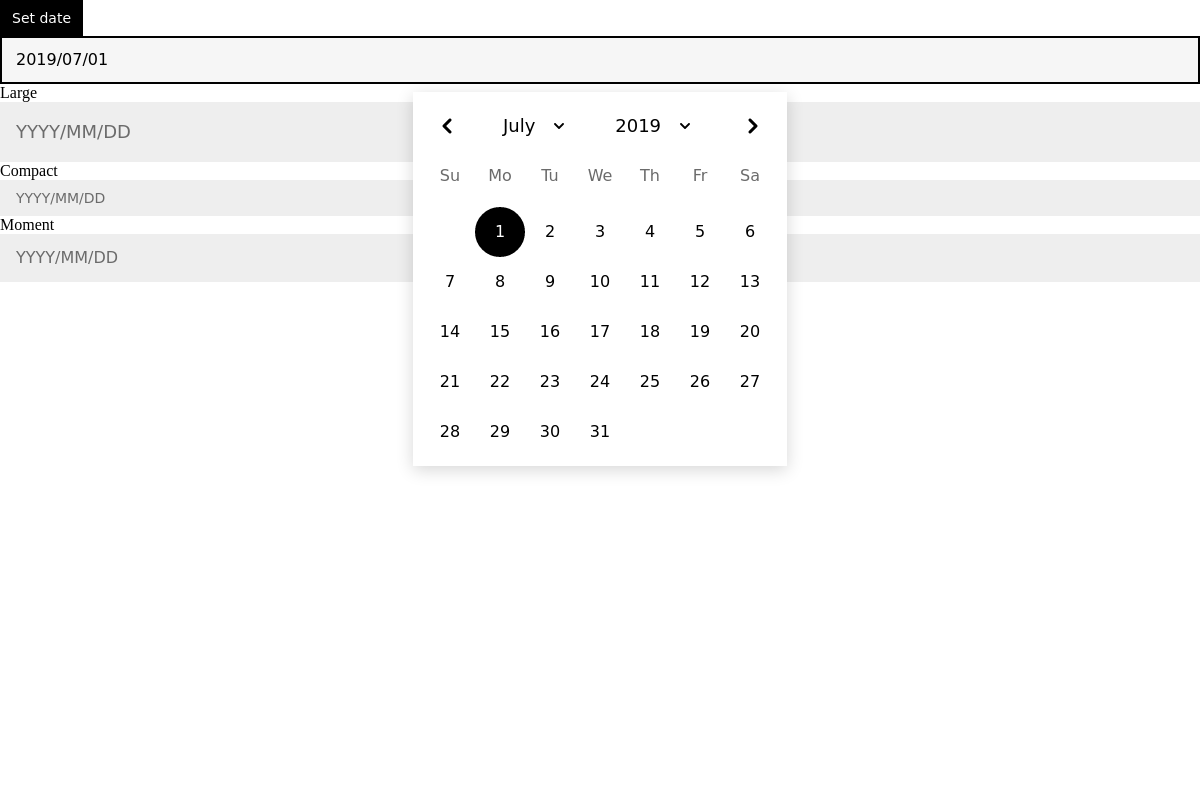 Set date
2019/07/01
Large
YYYY/MM/DD
Compact
YYYY/MM/DD
Moment
YYYY/MM/DD
July 2019
Su Mo Tu We Th Fr Sa
1 2 3 4 5 6
7 8 9 10 11 12 13
14 15 16 17 18 19 20
21 22 23 24 25 26 27
28 29 30 31